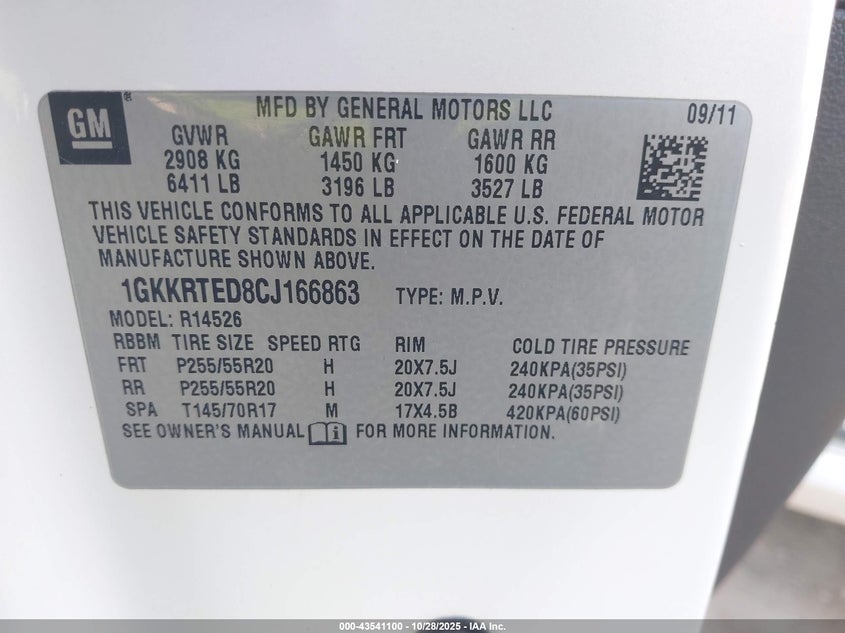 GM
®
MFD BY GENERAL MOTORS LLC 09/11
GVWR GAWR FRT GAWR RR
2908 KG 1450 KG 1600 KG
6411 LB 3196 LB 3527 LB
THIS VEHICLE CONFORMS TO ALL APPLICABLE U.S. FEDERAL MOTOR
VEHICLE SAFETY STANDARDS IN EFFECT ON THE DATE OF
MANUFACTURE SHOWN ABOVE.
1GKKRTED8CJ166863 TYPE: M.P.V.
MODEL: R14526
RBBM TIRE SIZE SPEED RTG RIM COLD TIRE PRESSURE
FRT P255/55R20 H 20X7.5J 240KPA(35PSI)
RR P255/55R20 H 20X7.5J 240KPA(35PSI)
SPA T145/70R17 M 17X4.5B 420KPA(60PSI)
SEE OWNER'S MANUAL i FOR MORE INFORMATION.
000-43541100 - 10/28/2025 - IAA Inc.